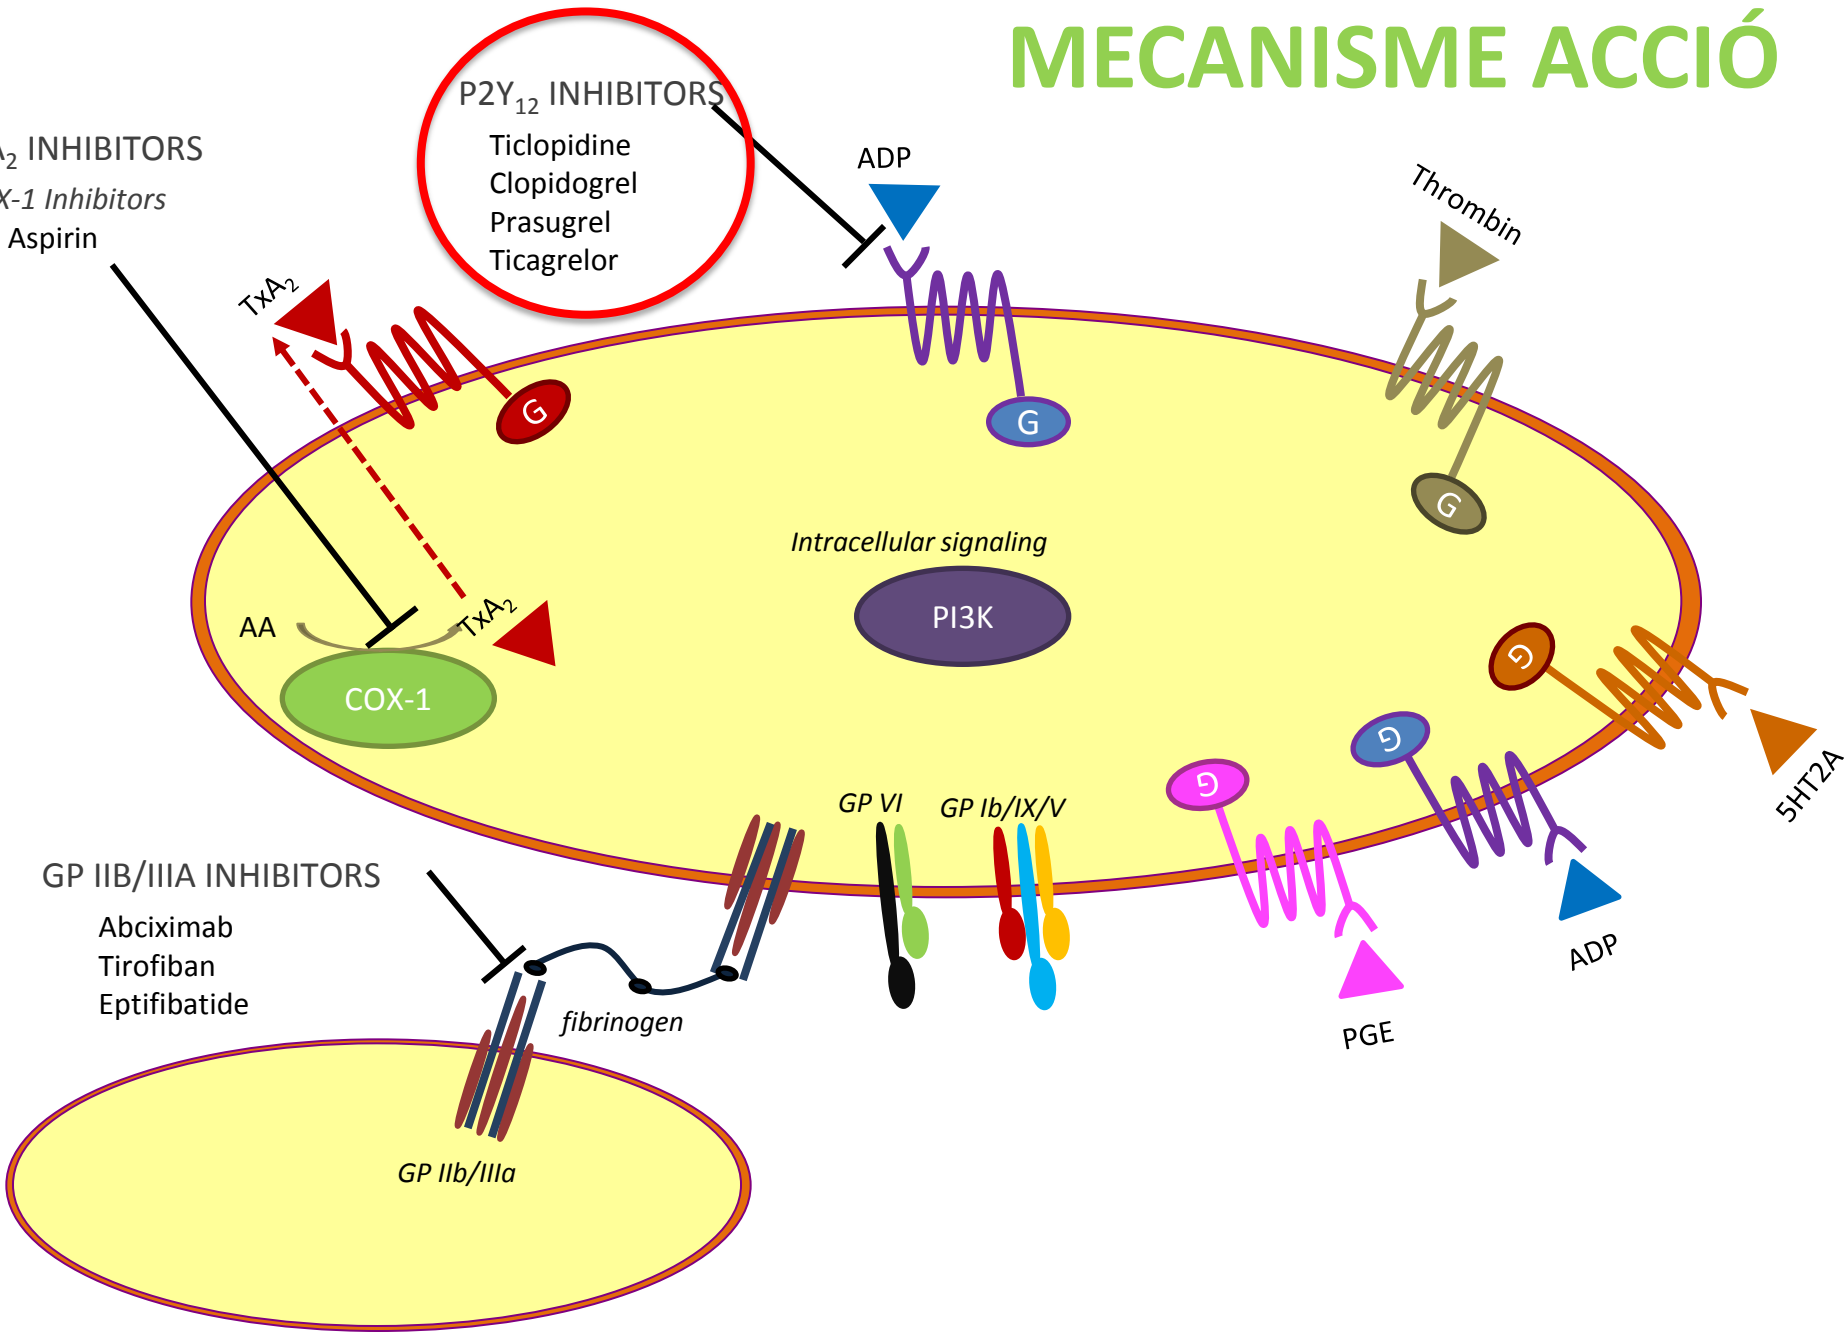 MECANISME ACCIÓ
P2Y₁₂ INHIBITORS
Ticlopidine
Clopidogrel
Prasugrel
Ticagrelor
A₂ INHIBITORS
X-1 Inhibitors
Aspirin
ADP
Thrombin
TxA₂
G
G
G
Intracellular signaling
PI3K
AA
TxA₂
COX-1
G
G
G
5HT2A
GP VI
GP Ib/IX/V
GP IIB/IIIA INHIBITORS
Abciximab
Tirofiban
Eptifibatide
fibrinogen
ADP
PGE
GP IIb/IIIa